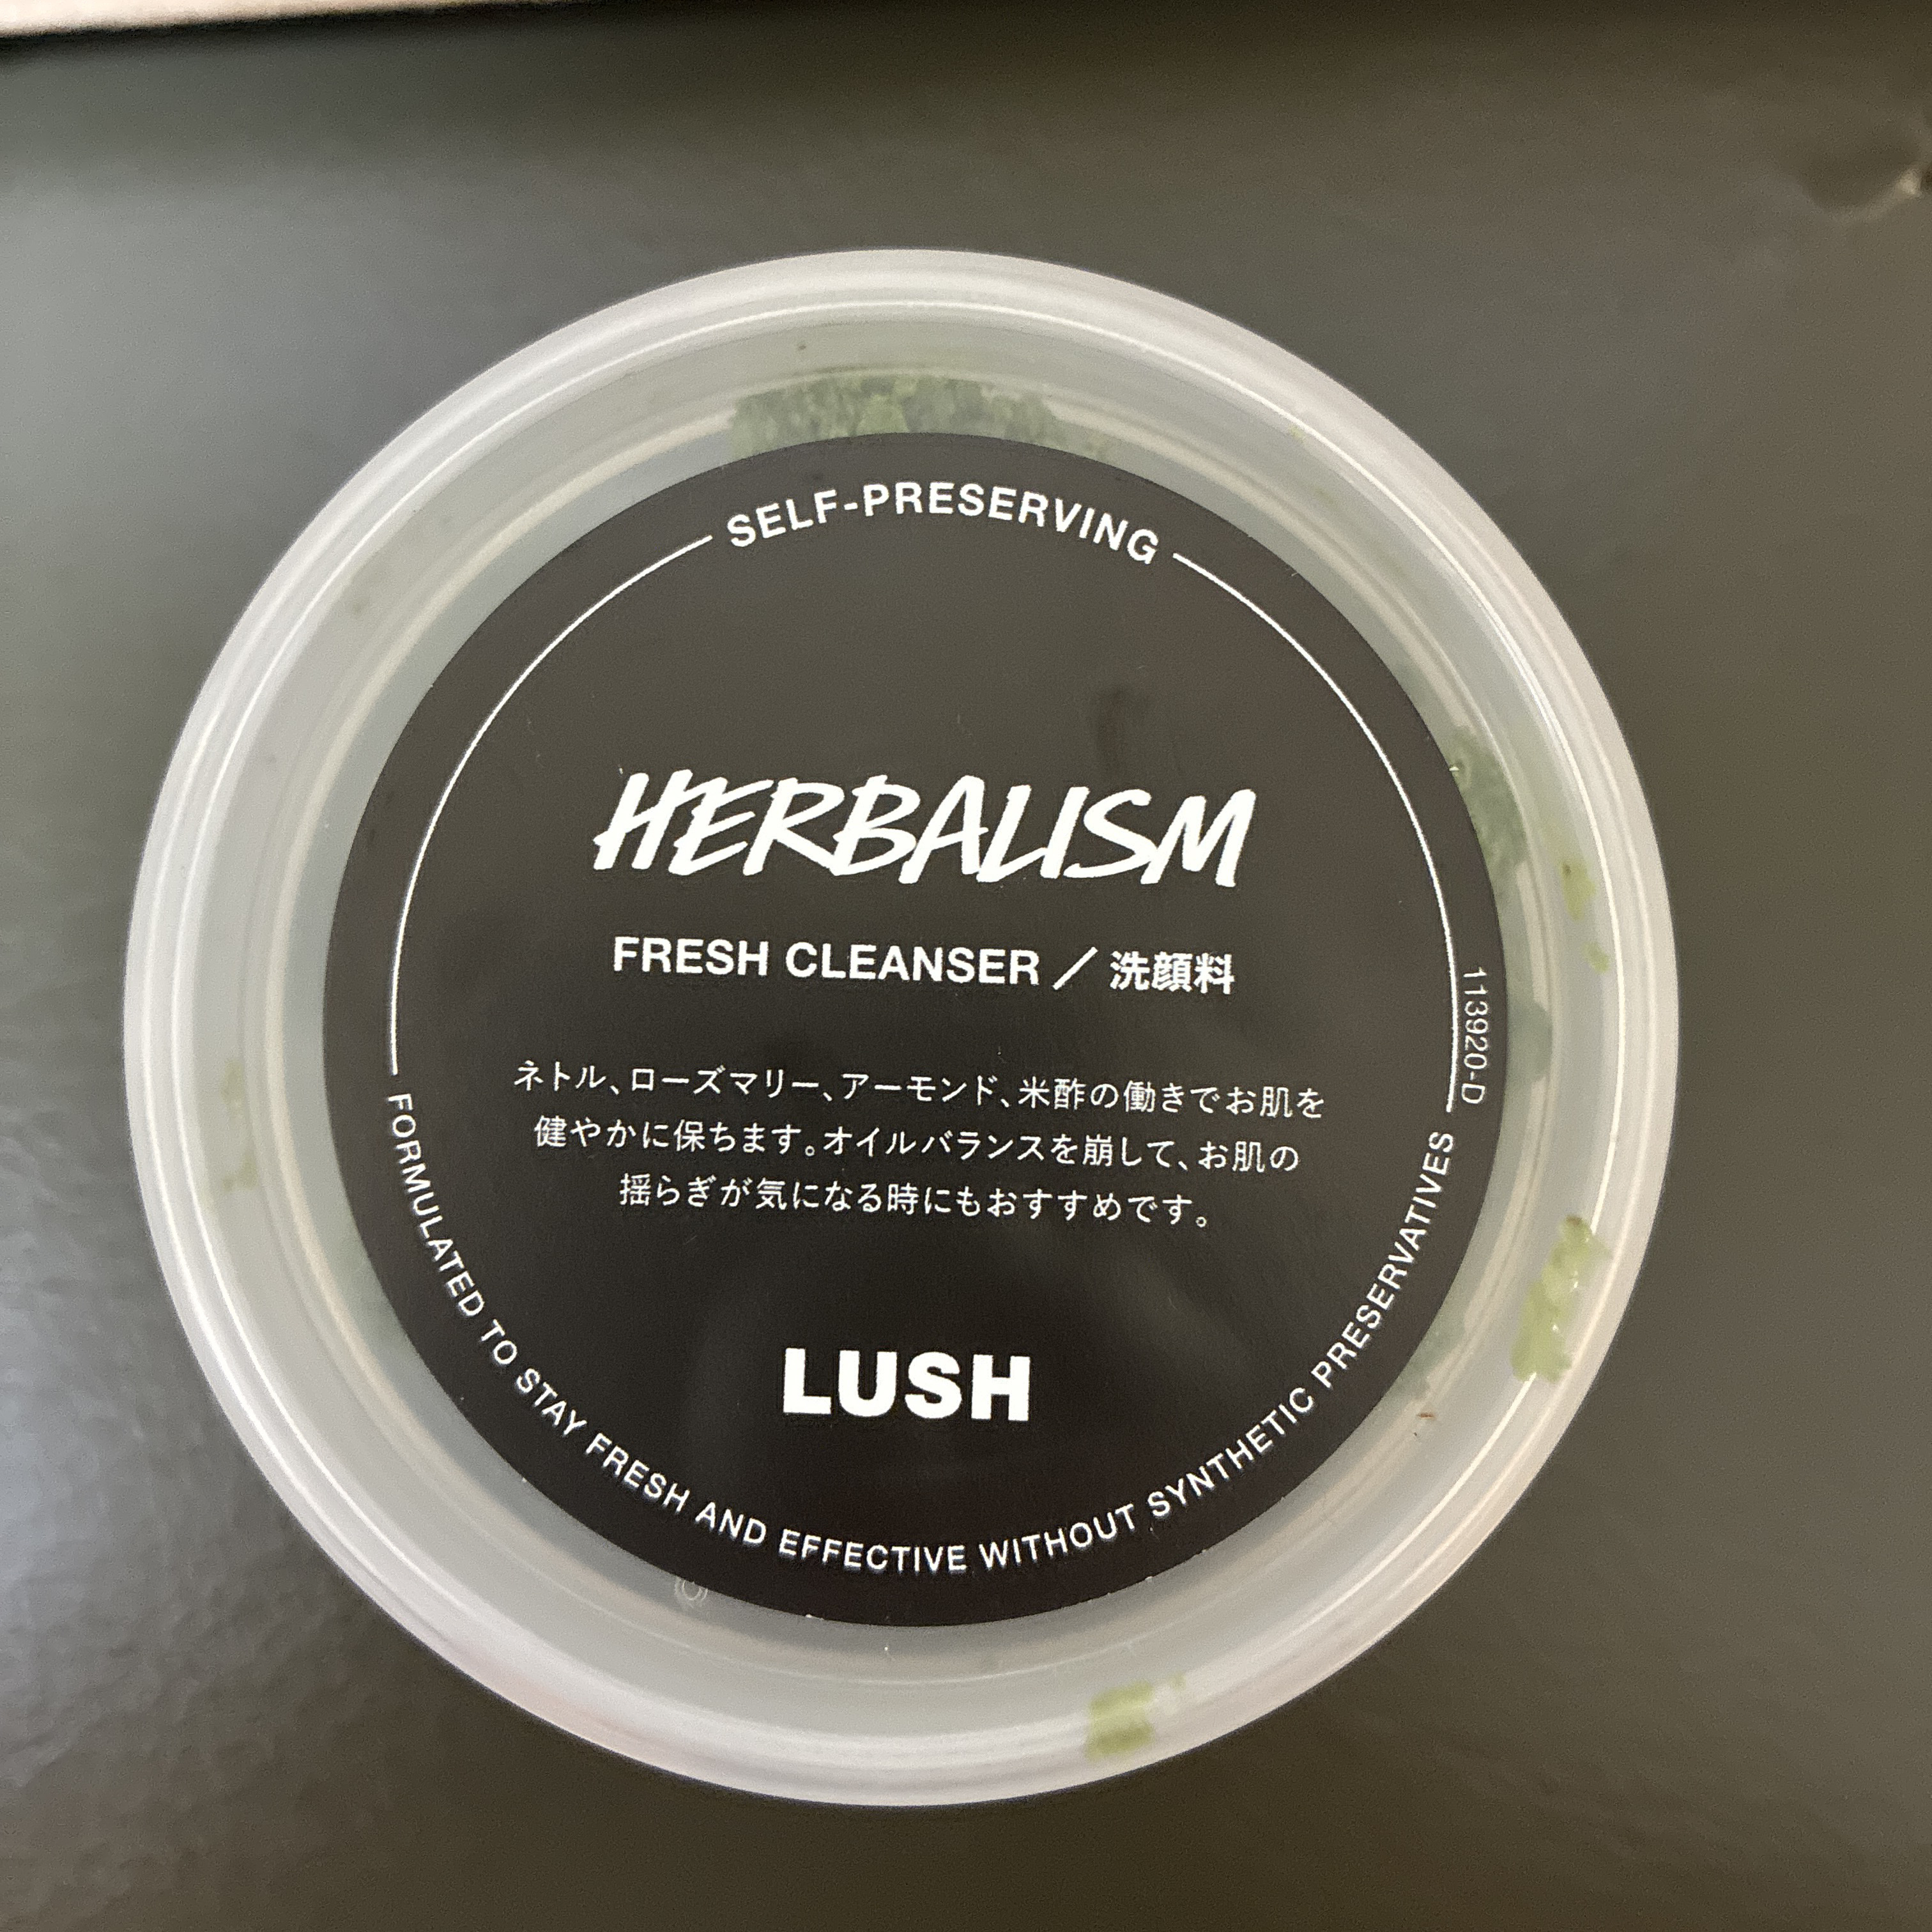 SELF-PRESERVING
HERBALISM
FRESH CLEANSER ／ 洗顔料
ネトル、ローズマリー、アーモンド、米酢の働きでお肌を
健やかに保ちます。オイルバランスを崩して、お肌の
揺らぎが気になる時にもおすすめです。
LUSH
FORMULATED TO STAY FRESH AND EFFECTIVE WITHOUT SYNTHETIC PRESERVATIVES
113920-D